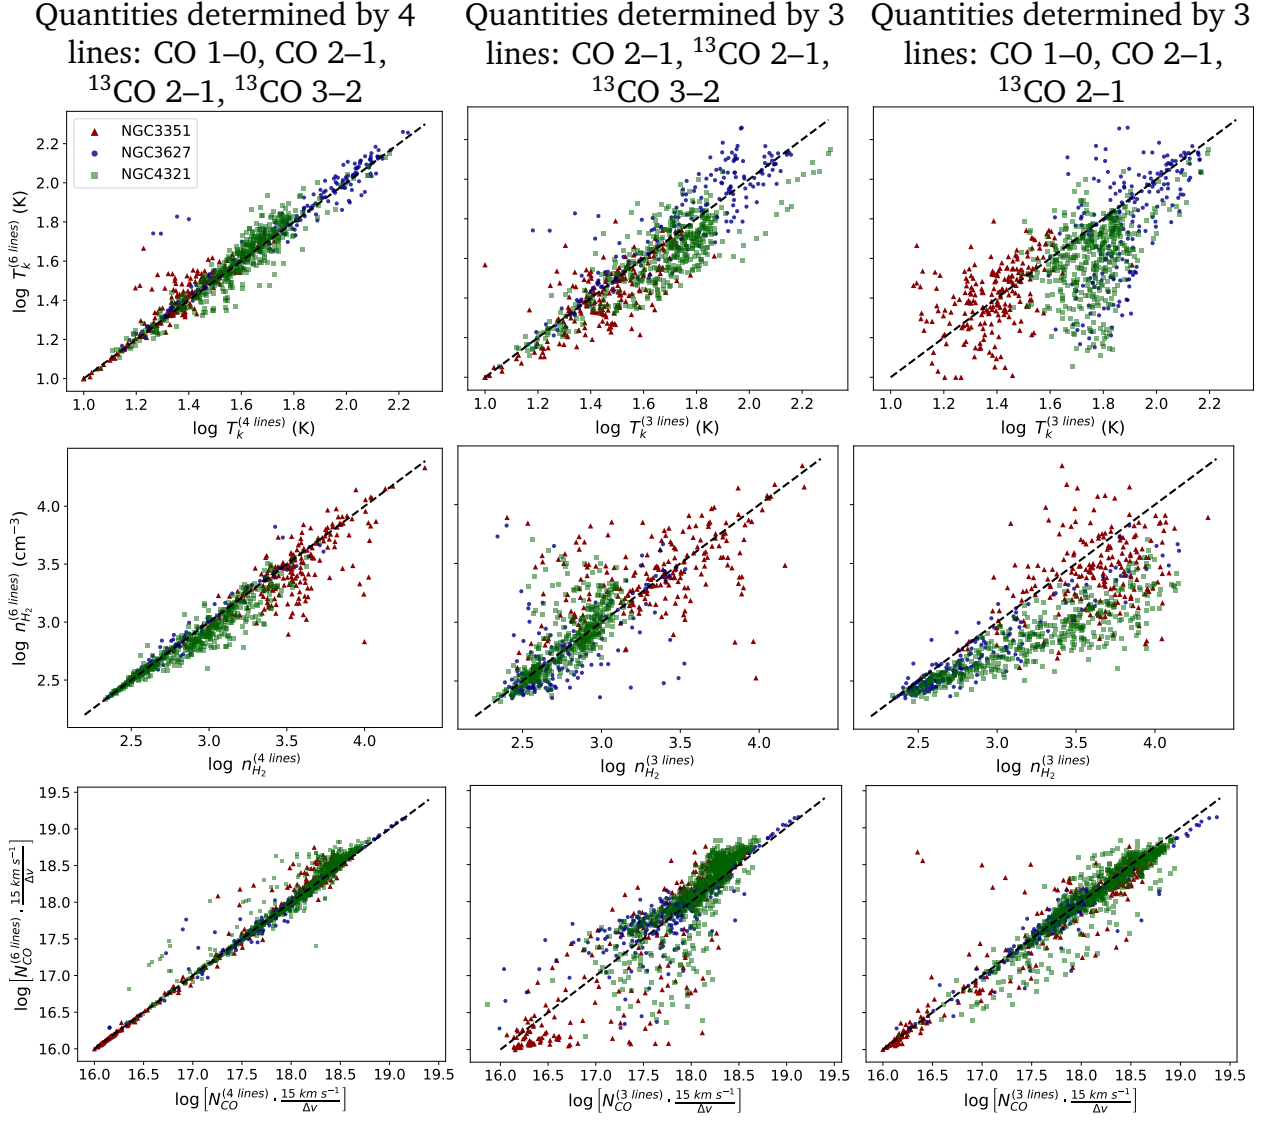 Quantities determined by 4
lines: CO 1–0, CO 2–1,
¹³CO 2–1, ¹³CO 3–2
Quantities determined by 3
lines: CO 2–1, ¹³CO 2–1,
¹³CO 3–2
Quantities determined by 3
lines: CO 1–0, CO 2–1,
¹³CO 2–1
NGC3351
NGC3627
NGC4321
log T_k^(6 lines) (K)
2.2
2.0
1.8
1.6
1.4
1.2
1.0
1.0 1.2 1.4 1.6 1.8 2.0 2.2
log T_k^(4 lines) (K)
1.0 1.2 1.4 1.6 1.8 2.0 2.2
log T_k^(3 lines) (K)
1.0 1.2 1.4 1.6 1.8 2.0 2.2
log T_k^(3 lines) (K)
log n_H₂^(6 lines) (cm⁻³)
4.0
3.5
3.0
2.5
2.5 3.0 3.5 4.0
log n_H₂^(4 lines)
2.5 3.0 3.5 4.0
log n_H₂^(3 lines)
2.5 3.0 3.5 4.0
log n_H₂^(3 lines)
log [N_CO^(6 lines) · 15 km s⁻¹ / Δv]
19.5
19.0
18.5
18.0
17.5
17.0
16.5
16.0
16.0 16.5 17.0 17.5 18.0 18.5 19.0 19.5
log [N_CO^(4 lines) · 15 km s⁻¹ / Δv]
16.0 16.5 17.0 17.5 18.0 18.5 19.0 19.5
log [N_CO^(3 lines) · 15 km s⁻¹ / Δv]
16.0 16.5 17.0 17.5 18.0 18.5 19.0 19.5
log [N_CO^(3 lines) · 15 km s⁻¹ / Δv]